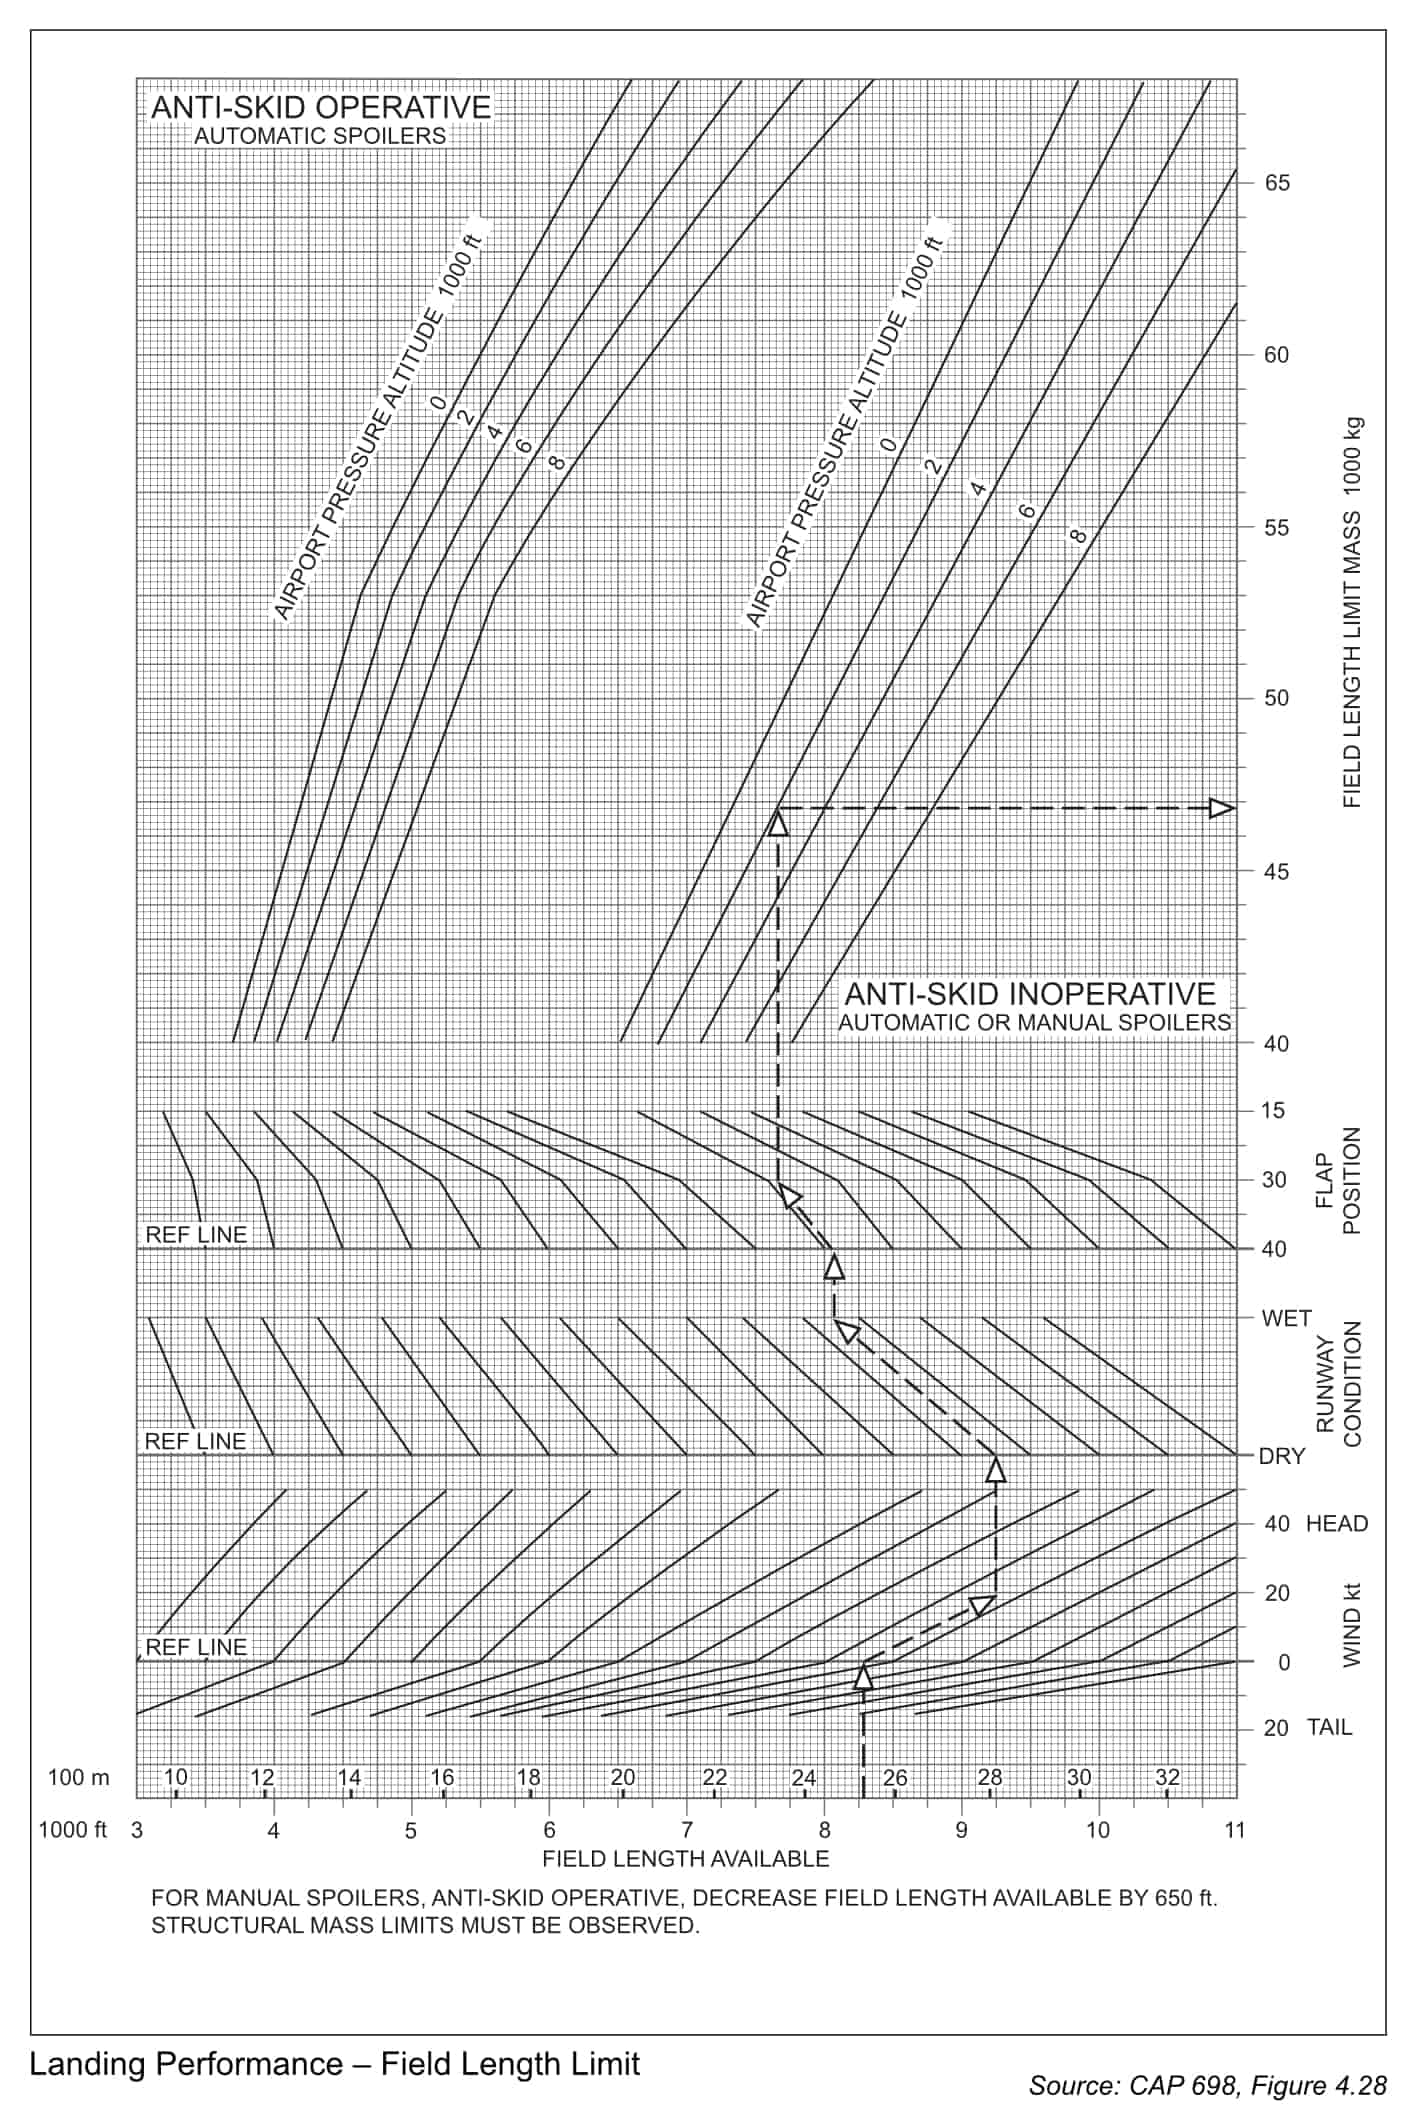 ANTI-SKID OPERATIVE
AUTOMATIC SPOILERS
AIRPORT PRESSURE ALTITUDE 1000 ft
0
2
4
6
8
AIRPORT PRESSURE ALTITUDE 1000 ft
0
2
4
6
8
65
60
55
50
45
40
FIELD LENGTH LIMIT MASS 1000 kg
ANTI-SKID INOPERATIVE
AUTOMATIC OR MANUAL SPOILERS
15
30
40
FLAP
POSITION
REF LINE
WET
DRY
RUNWAY
CONDITION
REF LINE
40 HEAD
20
0
20 TAIL
WIND kt
REF LINE
100 m 10 12 14 16 18 20 22 24 26 28 30 32
1000 ft 3 4 5 6 7 8 9 10 11
FIELD LENGTH AVAILABLE
FOR MANUAL SPOILERS, ANTI-SKID OPERATIVE, DECREASE FIELD LENGTH AVAILABLE BY 650 ft.
STRUCTURAL MASS LIMITS MUST BE OBSERVED.
Landing Performance – Field Length Limit
Source: CAP 698, Figure 4.28